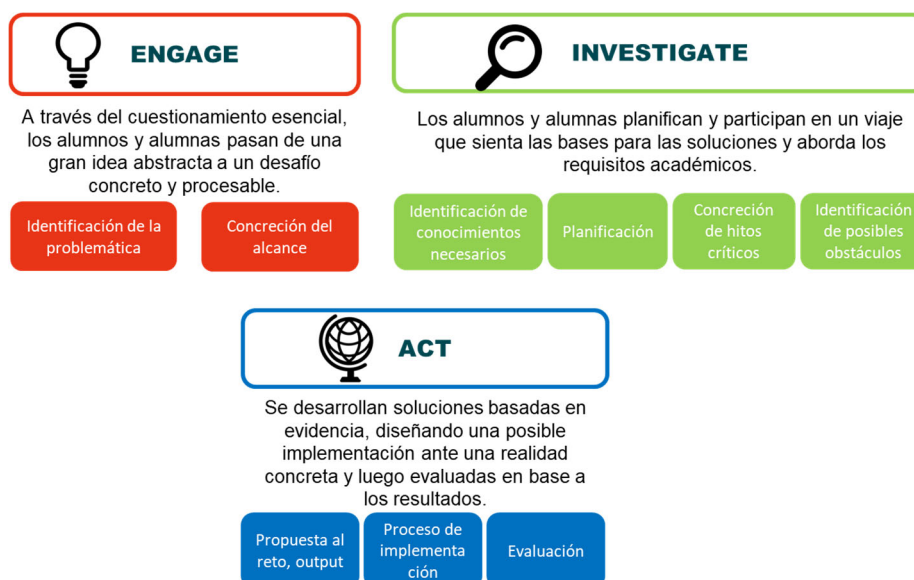 ENGAGE
A través del cuestionamiento esencial,
los alumnos y alumnas pasan de una
gran idea abstracta a un desafío
concreto y procesable.
Identificación de la
problemática
Concreción del
alcance
INVESTIGATE
Los alumnos y alumnas planifican y participan en un viaje
que sienta las bases para las soluciones y aborda los
requisitos académicos.
Identificación de
conocimientos
necesarios
Planificación
Concreción
de hitos
críticos
Identificación
de posibles
obstáculos
ACT
Se desarrollan soluciones basadas en
evidencia, diseñando una posible
implementación ante una realidad
concreta y luego evaluadas en base a
los resultados.
Propuesta al
reto, output
Proceso de
implementa
ción
Evaluación